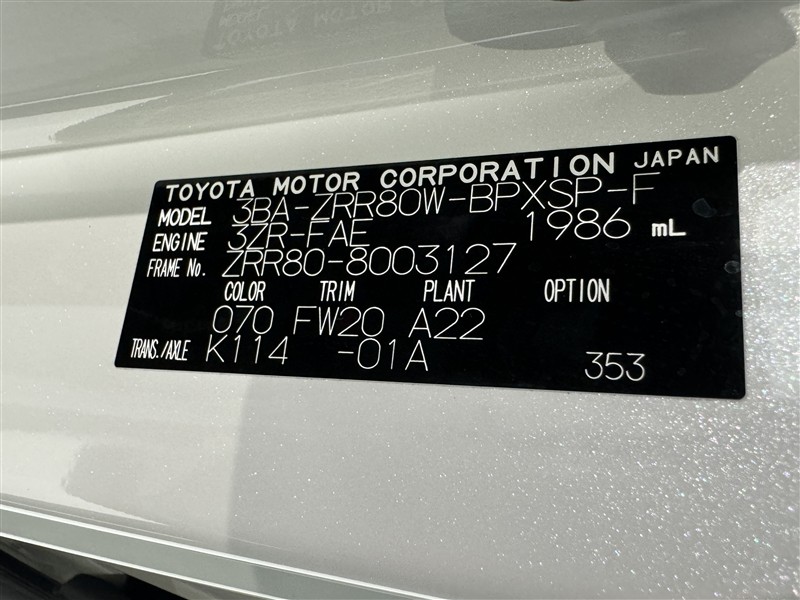 TOYOTA MOTOR CORPORATION JAPAN
MODEL 3BA-ZRR80W-BPXSP-F
ENGINE 3ZR-FAE 1986 mL
FRAME No. ZRR80-8003127
COLOR TRIM PLANT OPTION
070 FW20 A22
TRANS./AXLE K114 -01A
353